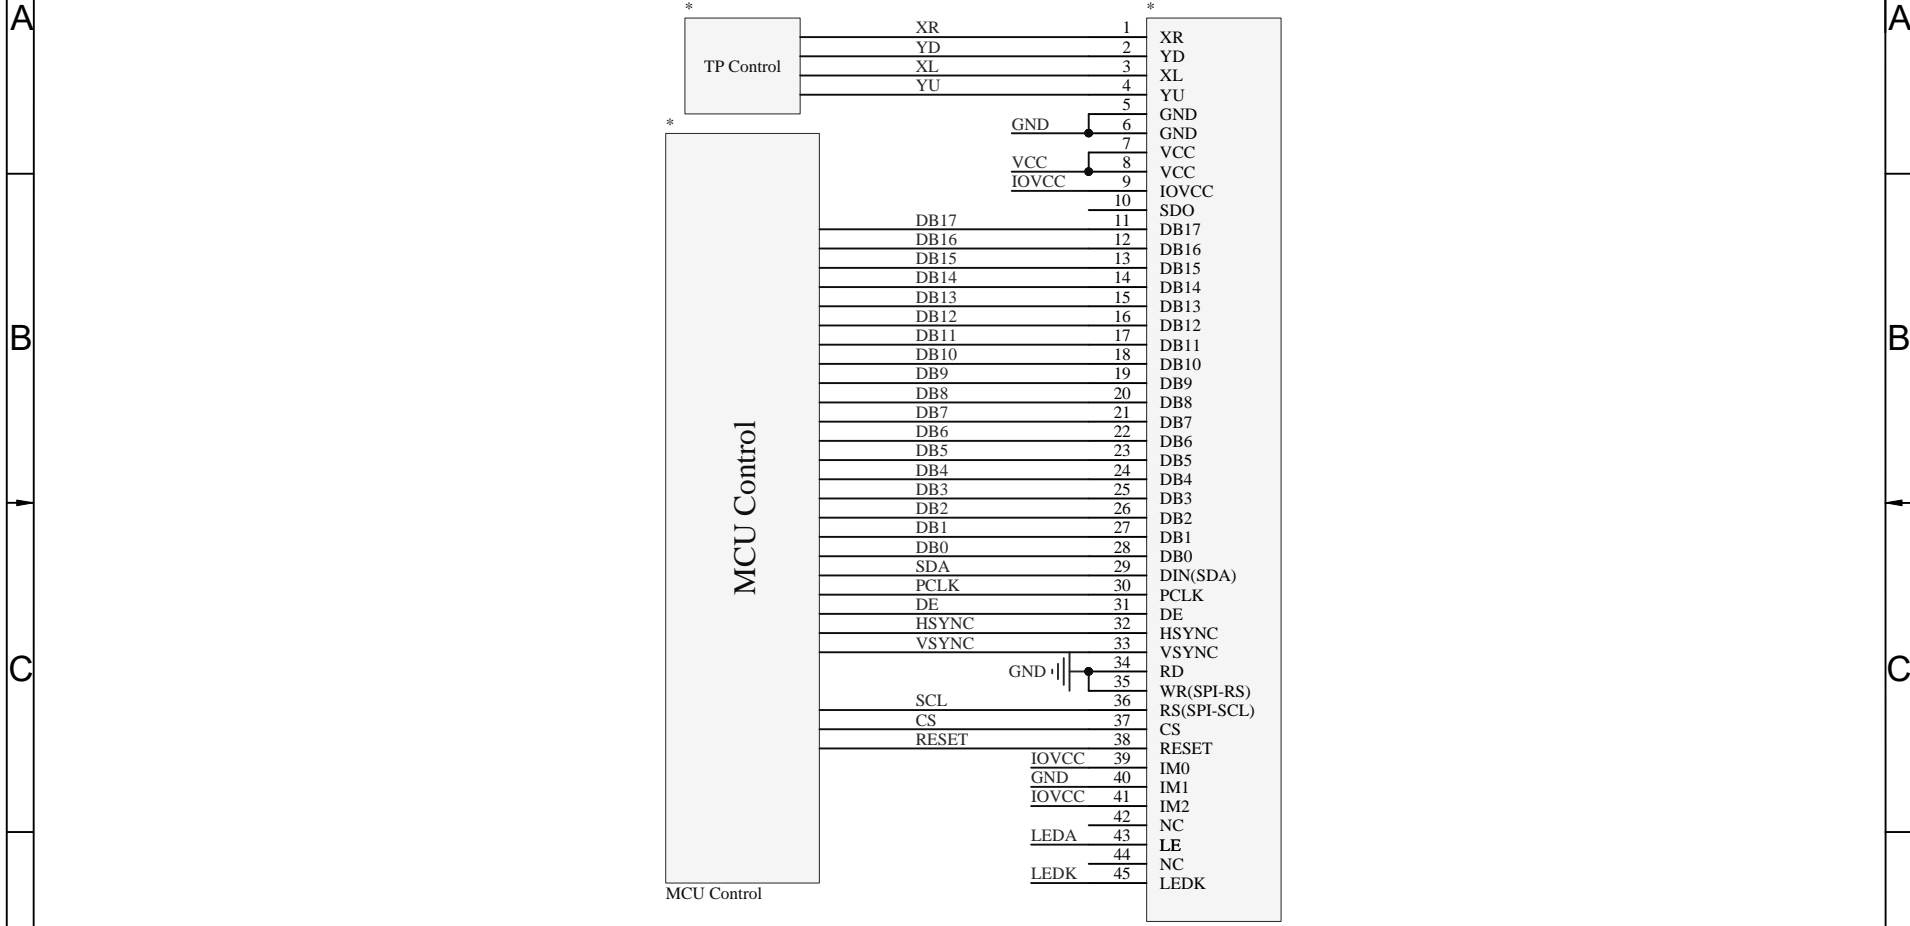 A
*
*
A
TP Control
XR 1 XR
YD 2 YD
XL 3 XL
YU 4 YU
5 GND
*
GND 6 GND
7 VCC
VCC 8 VCC
IOVCC 9 IOVCC
10 SDO
DB17 11 DB17
DB16 12 DB16
DB15 13 DB15
DB14 14 DB14
DB13 15 DB13
DB12 16 DB12
B
B
DB11 17 DB11
DB10 18 DB10
DB9 19 DB9
DB8 20 DB8
DB7 21 DB7
DB6 22 DB6
DB5 23 DB5
DB4 24 DB4
DB3 25 DB3
MCU Control
DB2 26 DB2
DB1 27 DB1
DB0 28 DB0
SDA 29 DIN(SDA)
PCLK 30 PCLK
DE 31 DE
HSYNC 32 HSYNC
VSYNC 33 VSYNC
C
GND 34 RD
C
35 WR(SPI-RS)
SCL 36 RS(SPI-SCL)
CS 37 CS
RESET 38 RESET
IOVCC 39 IM0
GND 40 IM1
IOVCC 41 IM2
42 NC
LEDA 43 LE
44 NC
LEDK 45 LEDK
MCU Control